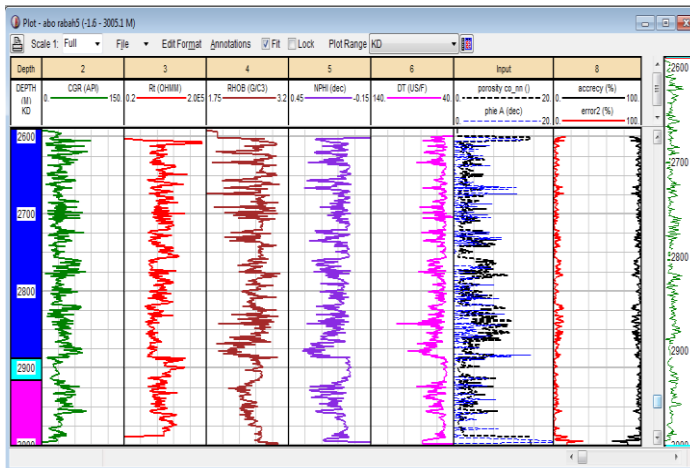 Plot - abo rabah5 (-1.6 - 3005.1 M)
Scale 1: Full File Edit Format Annotations Fit Lock Plot Range KD
Depth 2 3 4 5 6 Input 8
DEPTH (M) KD
CGR (API)
0. 150.
Rt (OHMM)
0.2 2.0E5
RHOB (G/C3)
1.75 3.2
NPHI (dec)
0.45 -0.15
DT (US/F)
140. 40.
porosity co_nn ()
0. 20.
phie A (dec)
0. 20.
accrecy (%)
0. 100.
error2 (%)
0. 100.
2600
2700
2800
2900
2600
2700
2800
2900